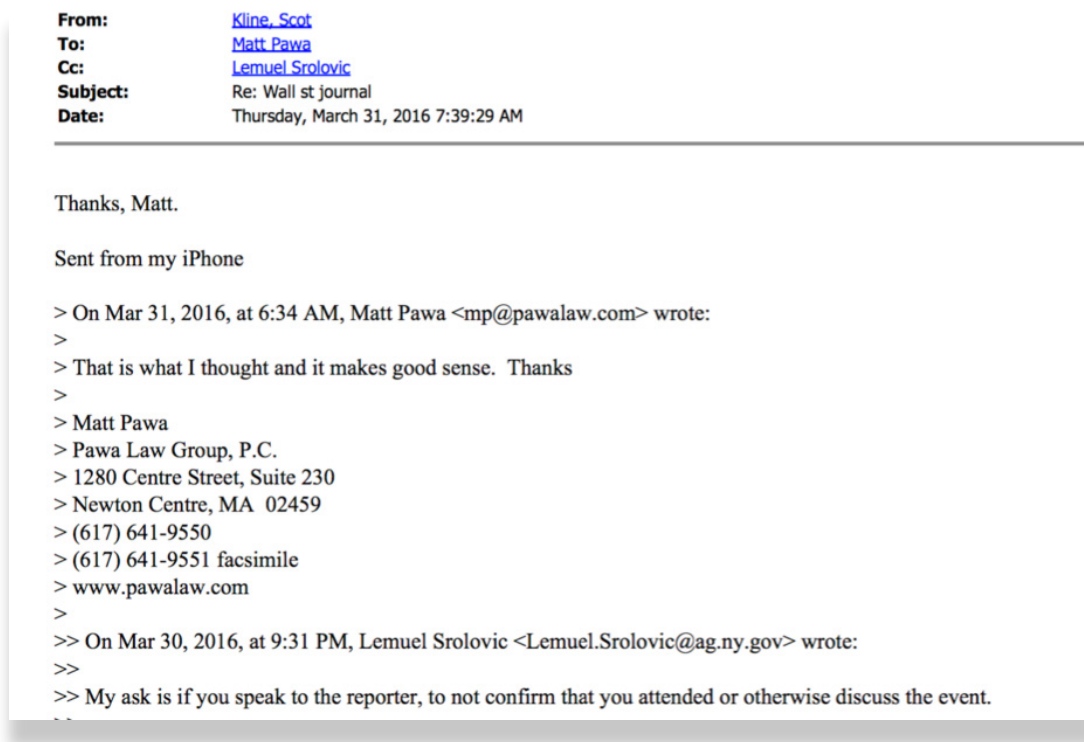 From: Kline, Scot
To: Matt Pawa
Cc: Lemuel Srolovic
Subject: Re: Wall st journal
Date: Thursday, March 31, 2016 7:39:29 AM
Thanks, Matt.
Sent from my iPhone
> On Mar 31, 2016, at 6:34 AM, Matt Pawa <mp@pawalaw.com> wrote:
>
> That is what I thought and it makes good sense.  Thanks
>
> Matt Pawa
> Pawa Law Group, P.C.
> 1280 Centre Street, Suite 230
> Newton Centre, MA  02459
> (617) 641-9550
> (617) 641-9551 facsimile
> www.pawalaw.com
>
>> On Mar 30, 2016, at 9:31 PM, Lemuel Srolovic <Lemuel.Srolovic@ag.ny.gov> wrote:
>>
>> My ask is if you speak to the reporter, to not confirm that you attended or otherwise discuss the event.
>>